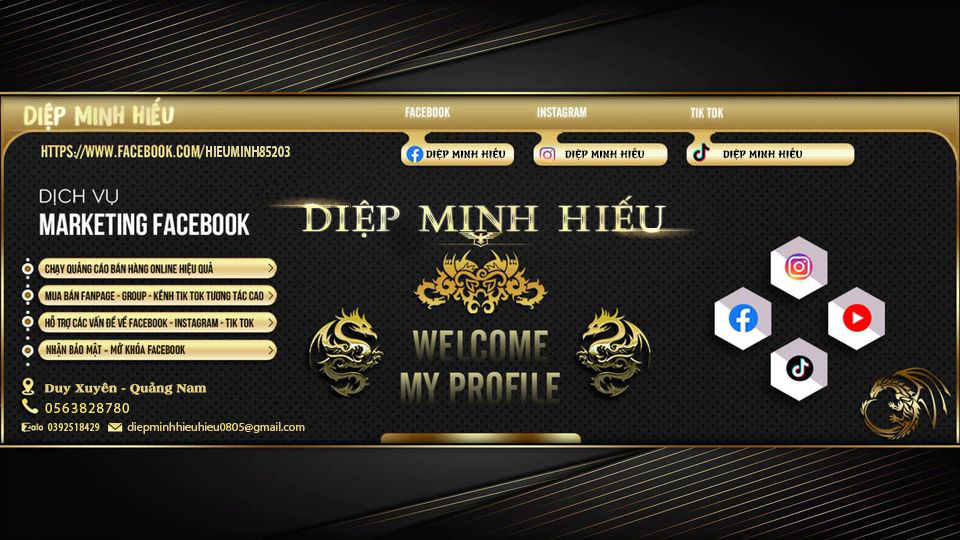 DIỆP MINH HIẾU
FACEBOOK
INSTAGRAM
TIK TOK
HTTPS://WWW.FACEBOOK.COM/HIEUMINH85203
DIỆP MINH HIẾU
DIỆP MINH HIẾU
DIỆP MINH HIẾU
DỊCH VỤ
MARKETING FACEBOOK
DIỆP MINH HIẾU
CHẠY QUẢNG CÁO BÁN HÀNG ONLINE HIỆU QUẢ
MUA BÁN FANPAGE - GROUP - KÊNH TIK TOK TƯƠNG TÁC CAO
HỖ TRỢ CÁC VẤN ĐỀ VỀ FACEBOOK - INSTAGRAM - TIK TOK
NHẬN BẢO MẬT - MỞ KHÓA FACEBOOK
WELCOME
MY PROFILE
Duy Xuyên - Quảng Nam
0563828780
Zalo 0392518429 diepminhhieuhieu0805@gmail.com